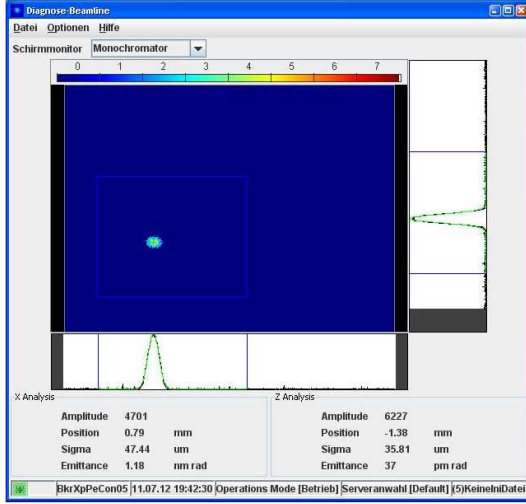 Diagnose-Beamline
Datei Optionen Hilfe
Schirmmonitor Monochromator
0 1 2 3 4 5 6 7
X Analysis
Amplitude 4701
Position 0.79 mm
Sigma 47.44 um
Emittance 1.18 nm rad
Z Analysis
Amplitude 6227
Position -1.38 mm
Sigma 35.81 um
Emittance 37 pm rad
BkrXpPeCon05 11.07.12 19:42:30 Operations Mode [Betrieb] Serveranwahl [Default] (5)KeineIniDatei